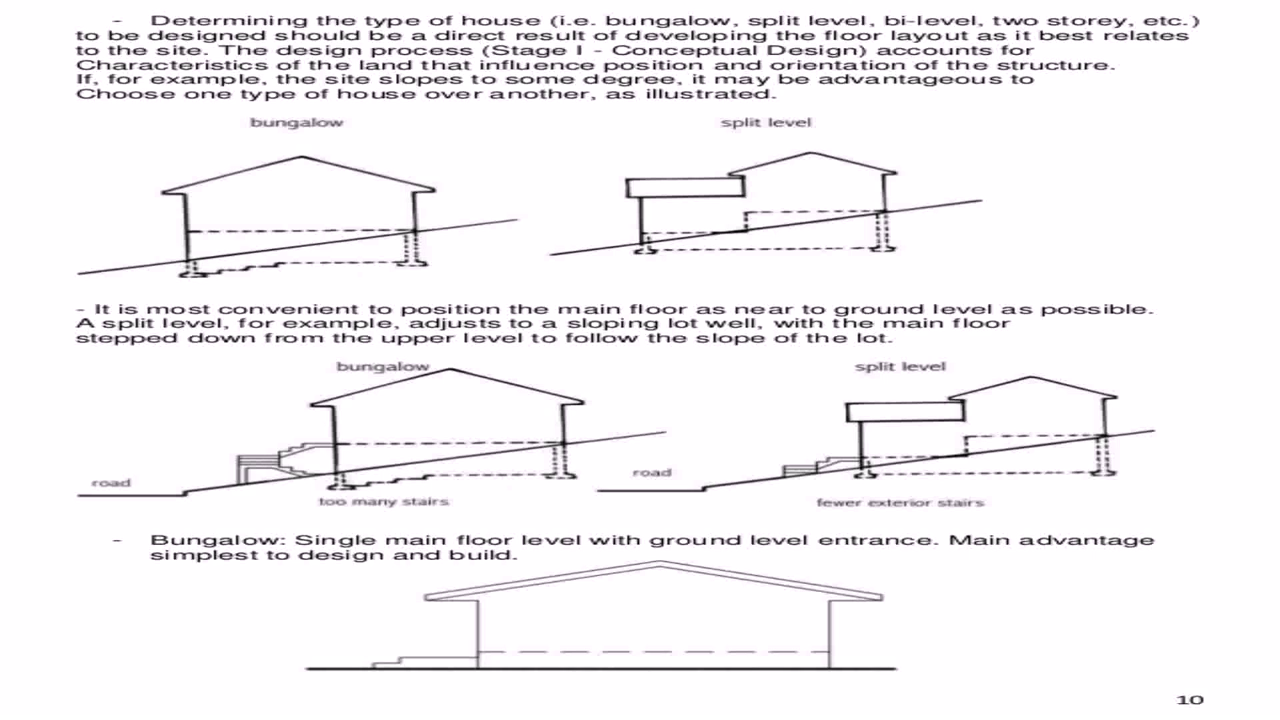 - Determining the type of house (i.e. bungalow, split level, bi-level, two storey, etc.)
to be designed should be a direct result of developing the floor layout as it best relates
to the site. The design process (Stage I - Conceptual Design) accounts for
Characteristics of the land that influence position and orientation of the structure.
If, for example, the site slopes to some degree, it may be advantageous to
Choose one type of house over another, as illustrated.
bungalow split level
- It is most convenient to position the main floor as near to ground level as possible.
A split level, for example, adjusts to a sloping lot well, with the main floor
stepped down from the upper level to follow the slope of the lot.
bungalow split level
road road
too many stairs fewer exterior stairs
- Bungalow: Single main floor level with ground level entrance. Main advantage
simplest to design and build.
10